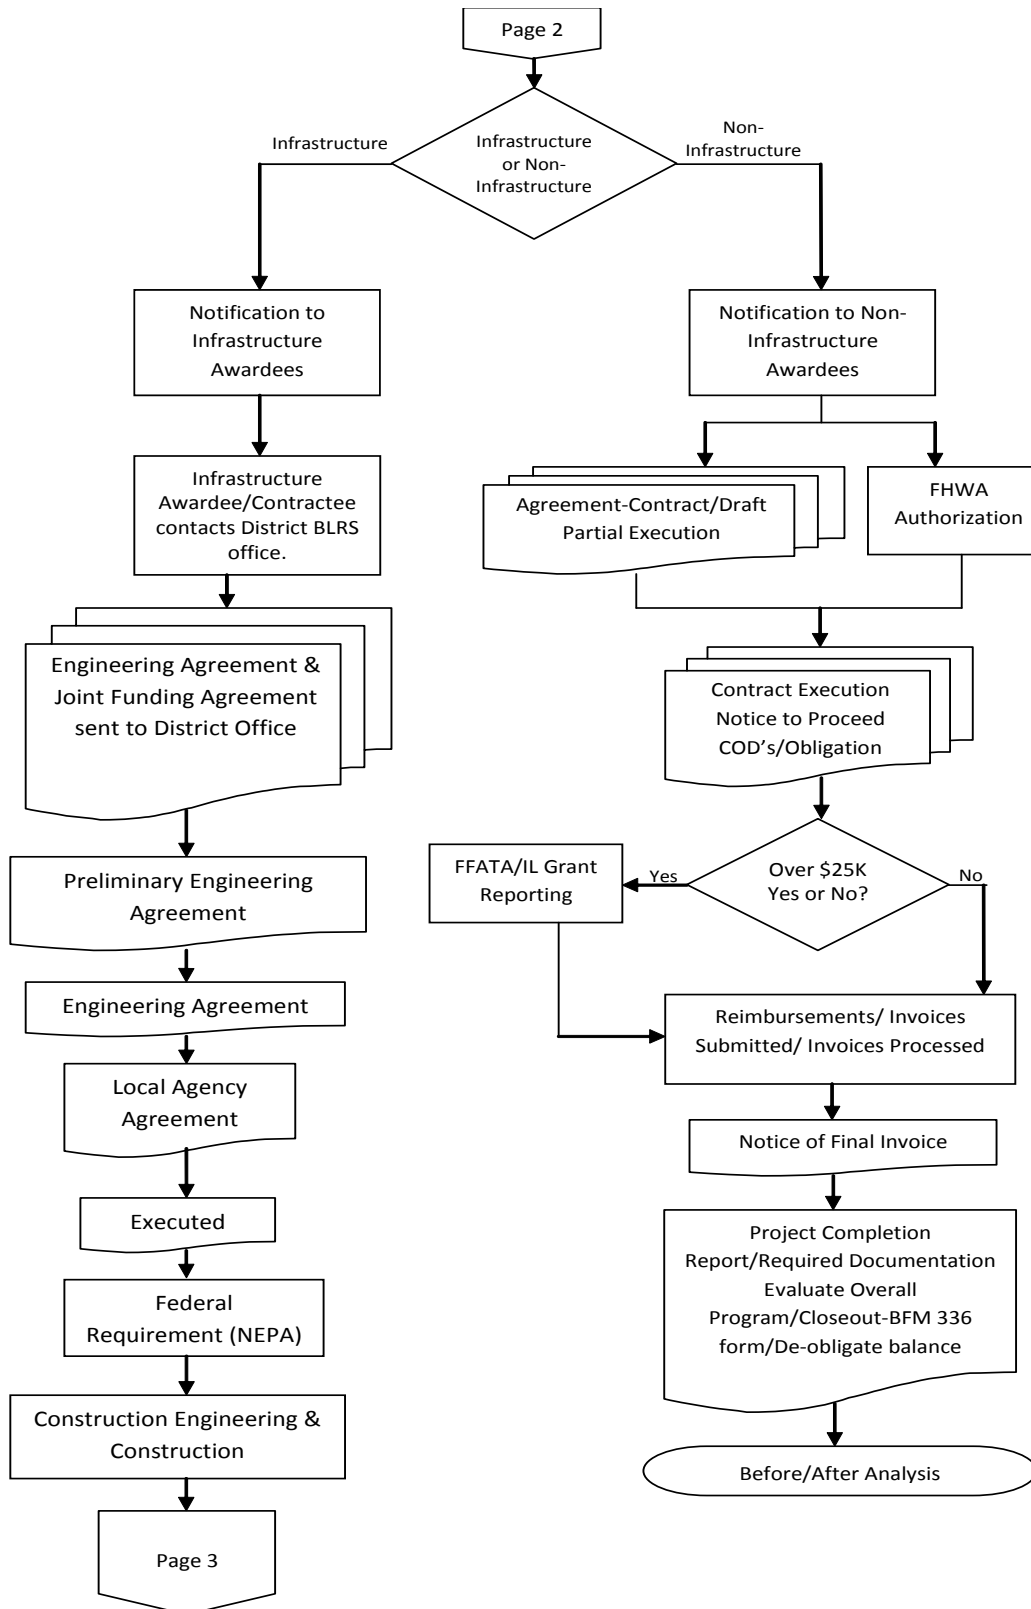 Page 2
Infrastructure
Infrastructure
or Non-
Infrastructure
Non-
Infrastructure
Notification to
Infrastructure
Awardees
Infrastructure
Awardee/Contractee
contacts District BLRS
office.
Engineering Agreement &
Joint Funding Agreement
sent to District Office
Preliminary Engineering
Agreement
Engineering Agreement
Local Agency
Agreement
Executed
Federal
Requirement (NEPA)
Construction Engineering &
Construction
Page 3
Notification to Non-
Infrastructure
Awardees
Agreement-Contract/Draft
Partial Execution
FHWA
Authorization
Contract Execution
Notice to Proceed
COD's/Obligation
Over $25K
Yes or No?
Yes
No
FFATA/IL Grant
Reporting
Reimbursements/ Invoices
Submitted/ Invoices Processed
Notice of Final Invoice
Project Completion
Report/Required Documentation
Evaluate Overall
Program/Closeout-BFM 336
form/De-obligate balance
Before/After Analysis